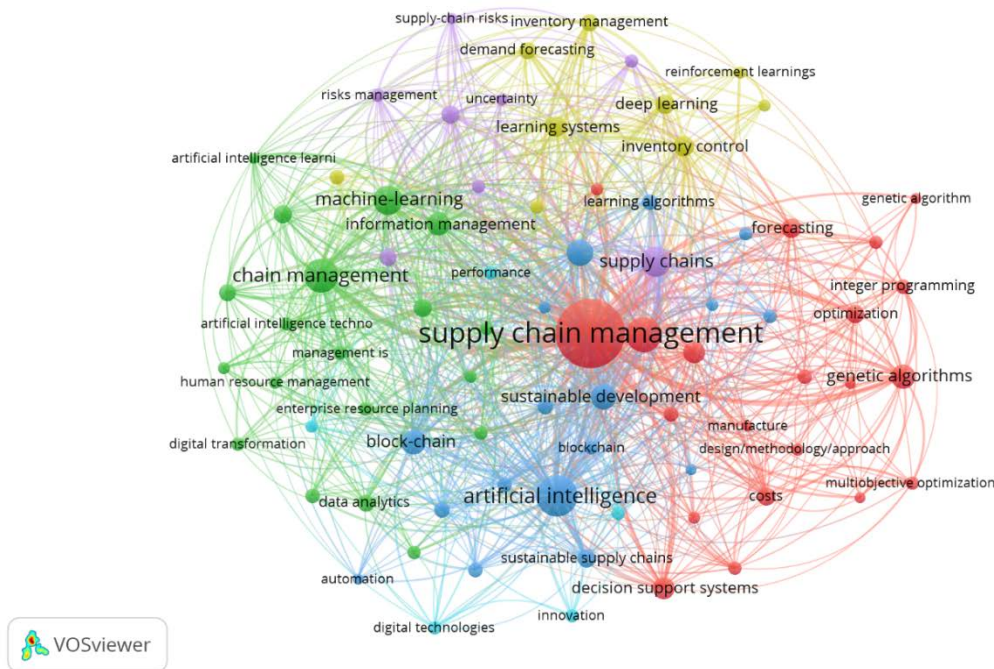 supply-chain risks
inventory management
demand forecasting
reinforcement learnings
risks management
uncertainty
deep learning
learning systems
inventory control
artificial intelligence learni
machine-learning
learning algorithms
genetic algorithm
information management
forecasting
supply chains
chain management
performance
integer programming
optimization
artificial intelligence techno
supply chain management
management is
human resource management
genetic algorithms
sustainable development
enterprise resource planning
manufacture
digital transformation
block-chain
blockchain
design/methodology/approach
multiobjective optimization
artificial intelligence
costs
data analytics
sustainable supply chains
automation
decision support systems
innovation
digital technologies
VOSviewer